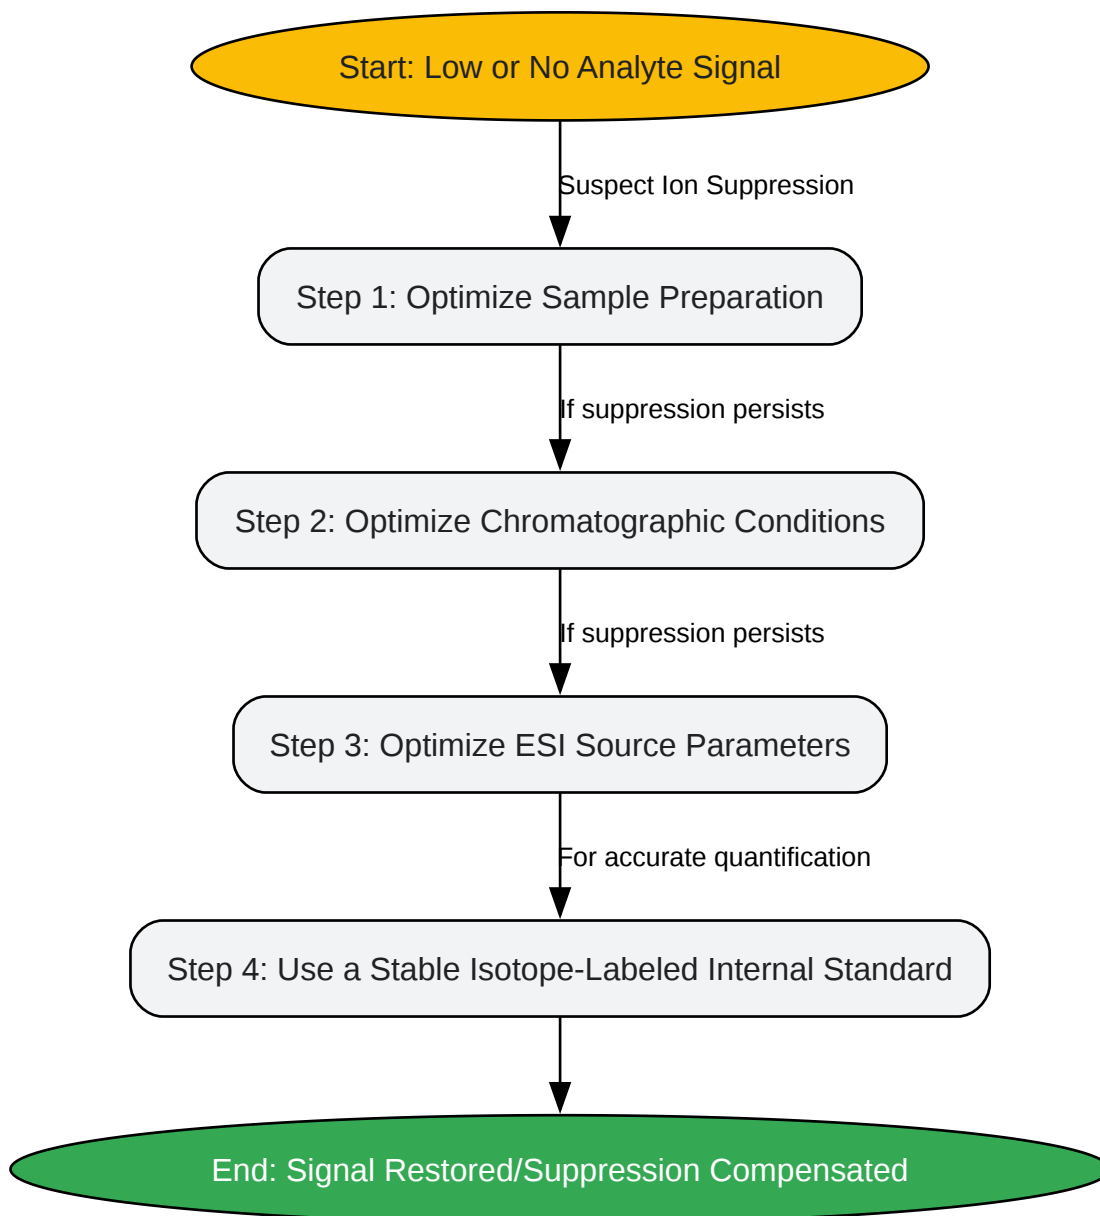 Start: Low or No Analyte Signal
Suspect Ion Suppression
Step 1: Optimize Sample Preparation
If suppression persists
Step 2: Optimize Chromatographic Conditions
If suppression persists
Step 3: Optimize ESI Source Parameters
For accurate quantification
Step 4: Use a Stable Isotope-Labeled Internal Standard
End: Signal Restored/Suppression Compensated